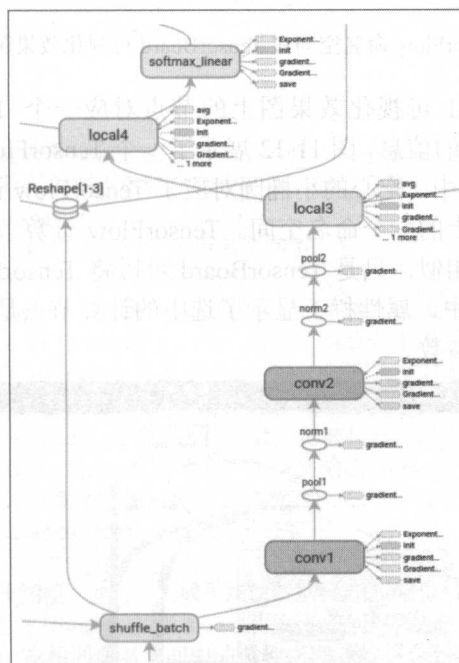 Exponent...
init
gradient...
Gradient...
save
softmax_linear
avg
Exponent...
init
gradient...
Gradient...
... 1 more
local4
Reshape[1-3]
avg
Exponent...
init
gradient...
Gradient...
... 1 more
local3
pool2
gradient...
norm2
gradient...
Exponent...
init
gradient...
Gradient...
save
conv2
norm1
gradient...
pool1
gradient...
Exponent...
init
gradient...
Gradient...
save
conv1
shuffle_batch
gradient...